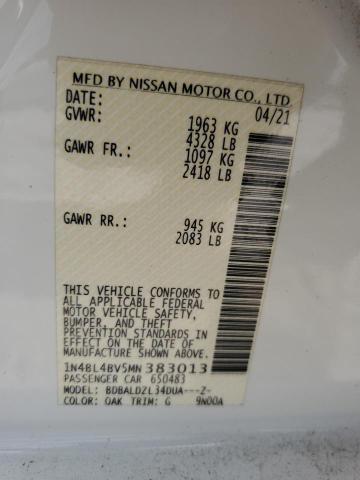 MFD BY NISSAN MOTOR CO., LTD.
DATE: 04/21
GVWR: 1963 KG
4328 LB
GAWR FR.: 1097 KG
2418 LB
GAWR RR.: 945 KG
2083 LB
THIS VEHICLE CONFORMS TO
ALL APPLICABLE FEDERAL
MOTOR VEHICLE SAFETY,
BUMPER, AND THEFT
PREVENTION STANDARDS IN
EFFECT ON THE DATE OF
MANUFACTURE SHOWN ABOVE.
1N4BL4BV5MN383013
PASSENGER CAR 650483
MODEL: BDBALDZL34DUA---Z-
COLOR: QAK TRIM: G 9N00A